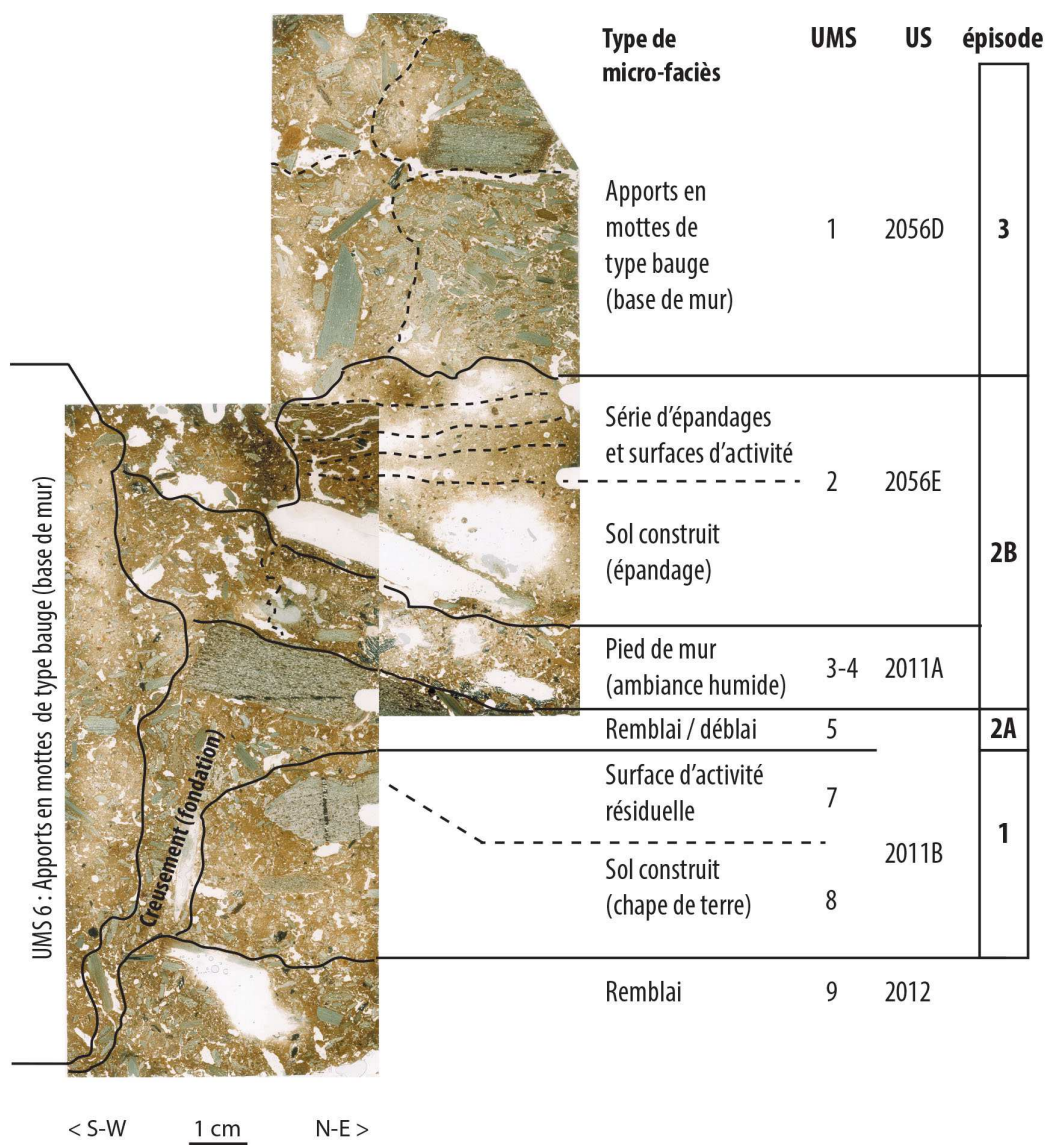 Type de
micro-faciès
UMS
US
épisode
Apports en
mottes de
type bauge
(base de mur)
1
2056D
3
Série d'épandages
et surfaces d'activité
2
2056E
Sol construit
(épandage)
2B
Pied de mur
(ambiance humide)
3-4
2011A
Remblai / déblai
5
2A
Surface d'activité
résiduelle
7
2011B
1
Sol construit
(chape de terre)
8
Remblai
9
2012
UMS 6 : Apports en mottes de type bauge (base de mur)
Creusement (fondation)
< S-W
1 cm
N-E >